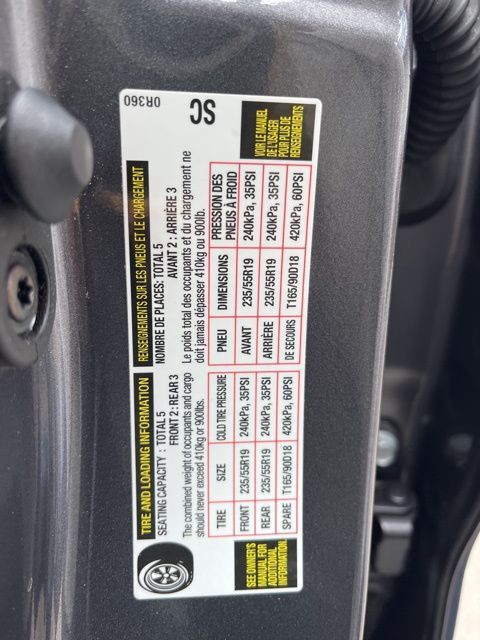 TIRE AND LOADING INFORMATION
SEATING CAPACITY : TOTAL 5
FRONT 2 : REAR 3
The combined weight of occupants and cargo
should never exceed 410kg or 900lbs.
TIRE SIZE COLD TIRE PRESSURE
FRONT 235/55R19 240kPa, 35PSI
REAR 235/55R19 240kPa, 35PSI
SPARE T165/90D18 420kPa, 60PSI
SEE OWNER'S
MANUAL FOR
ADDITIONAL
INFORMATION.
RENSEIGNEMENTS SUR LES PNEUS ET LE CHARGEMENT
NOMBRE DE PLACES: TOTAL 5
AVANT 2 : ARRIÈRE 3
Le poids total des occupants et du chargement ne
doit jamais dépasser 410kg ou 900lb.
PNEU DIMENSIONS PRESSION DES
PNEUS À FROID
AVANT 235/55R19 240kPa, 35PSI
ARRIÈRE 235/55R19 240kPa, 35PSI
DE SECOURS T165/90D18 420kPa, 60PSI
VOIR LE MANUEL
DE L'USAGER
POUR PLUS DE
RENSEIGNEMENTS
0R360
SC